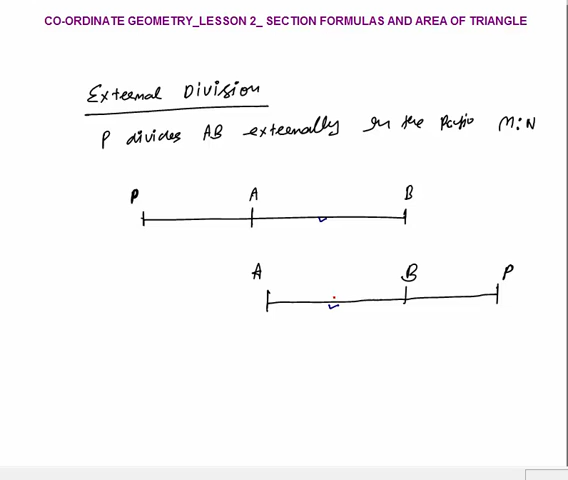 CO-ORDINATE GEOMETRY_LESSON 2_ SECTION FORMULAS AND AREA OF TRIANGLE
External Division
P divides AB externally in the Ratio M:N
P A B
A B P